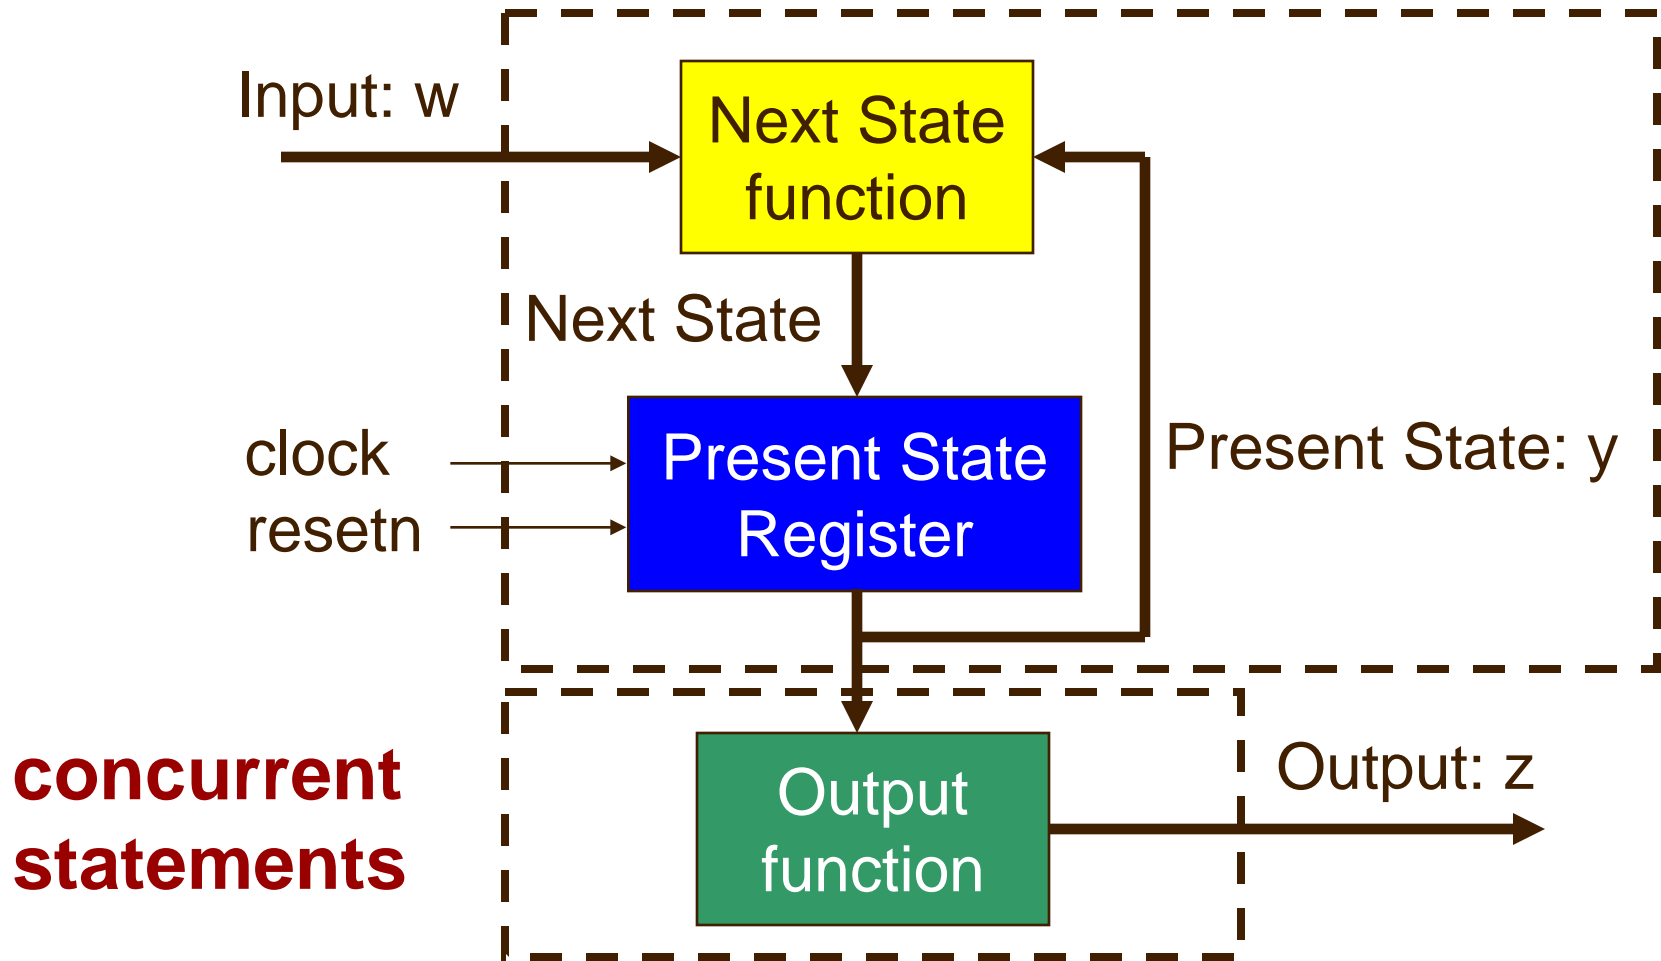 Input: w
Next State
function
Next State
clock
resetn
Present State
Register
Present State: y
concurrent
statements
Output
function
Output: z